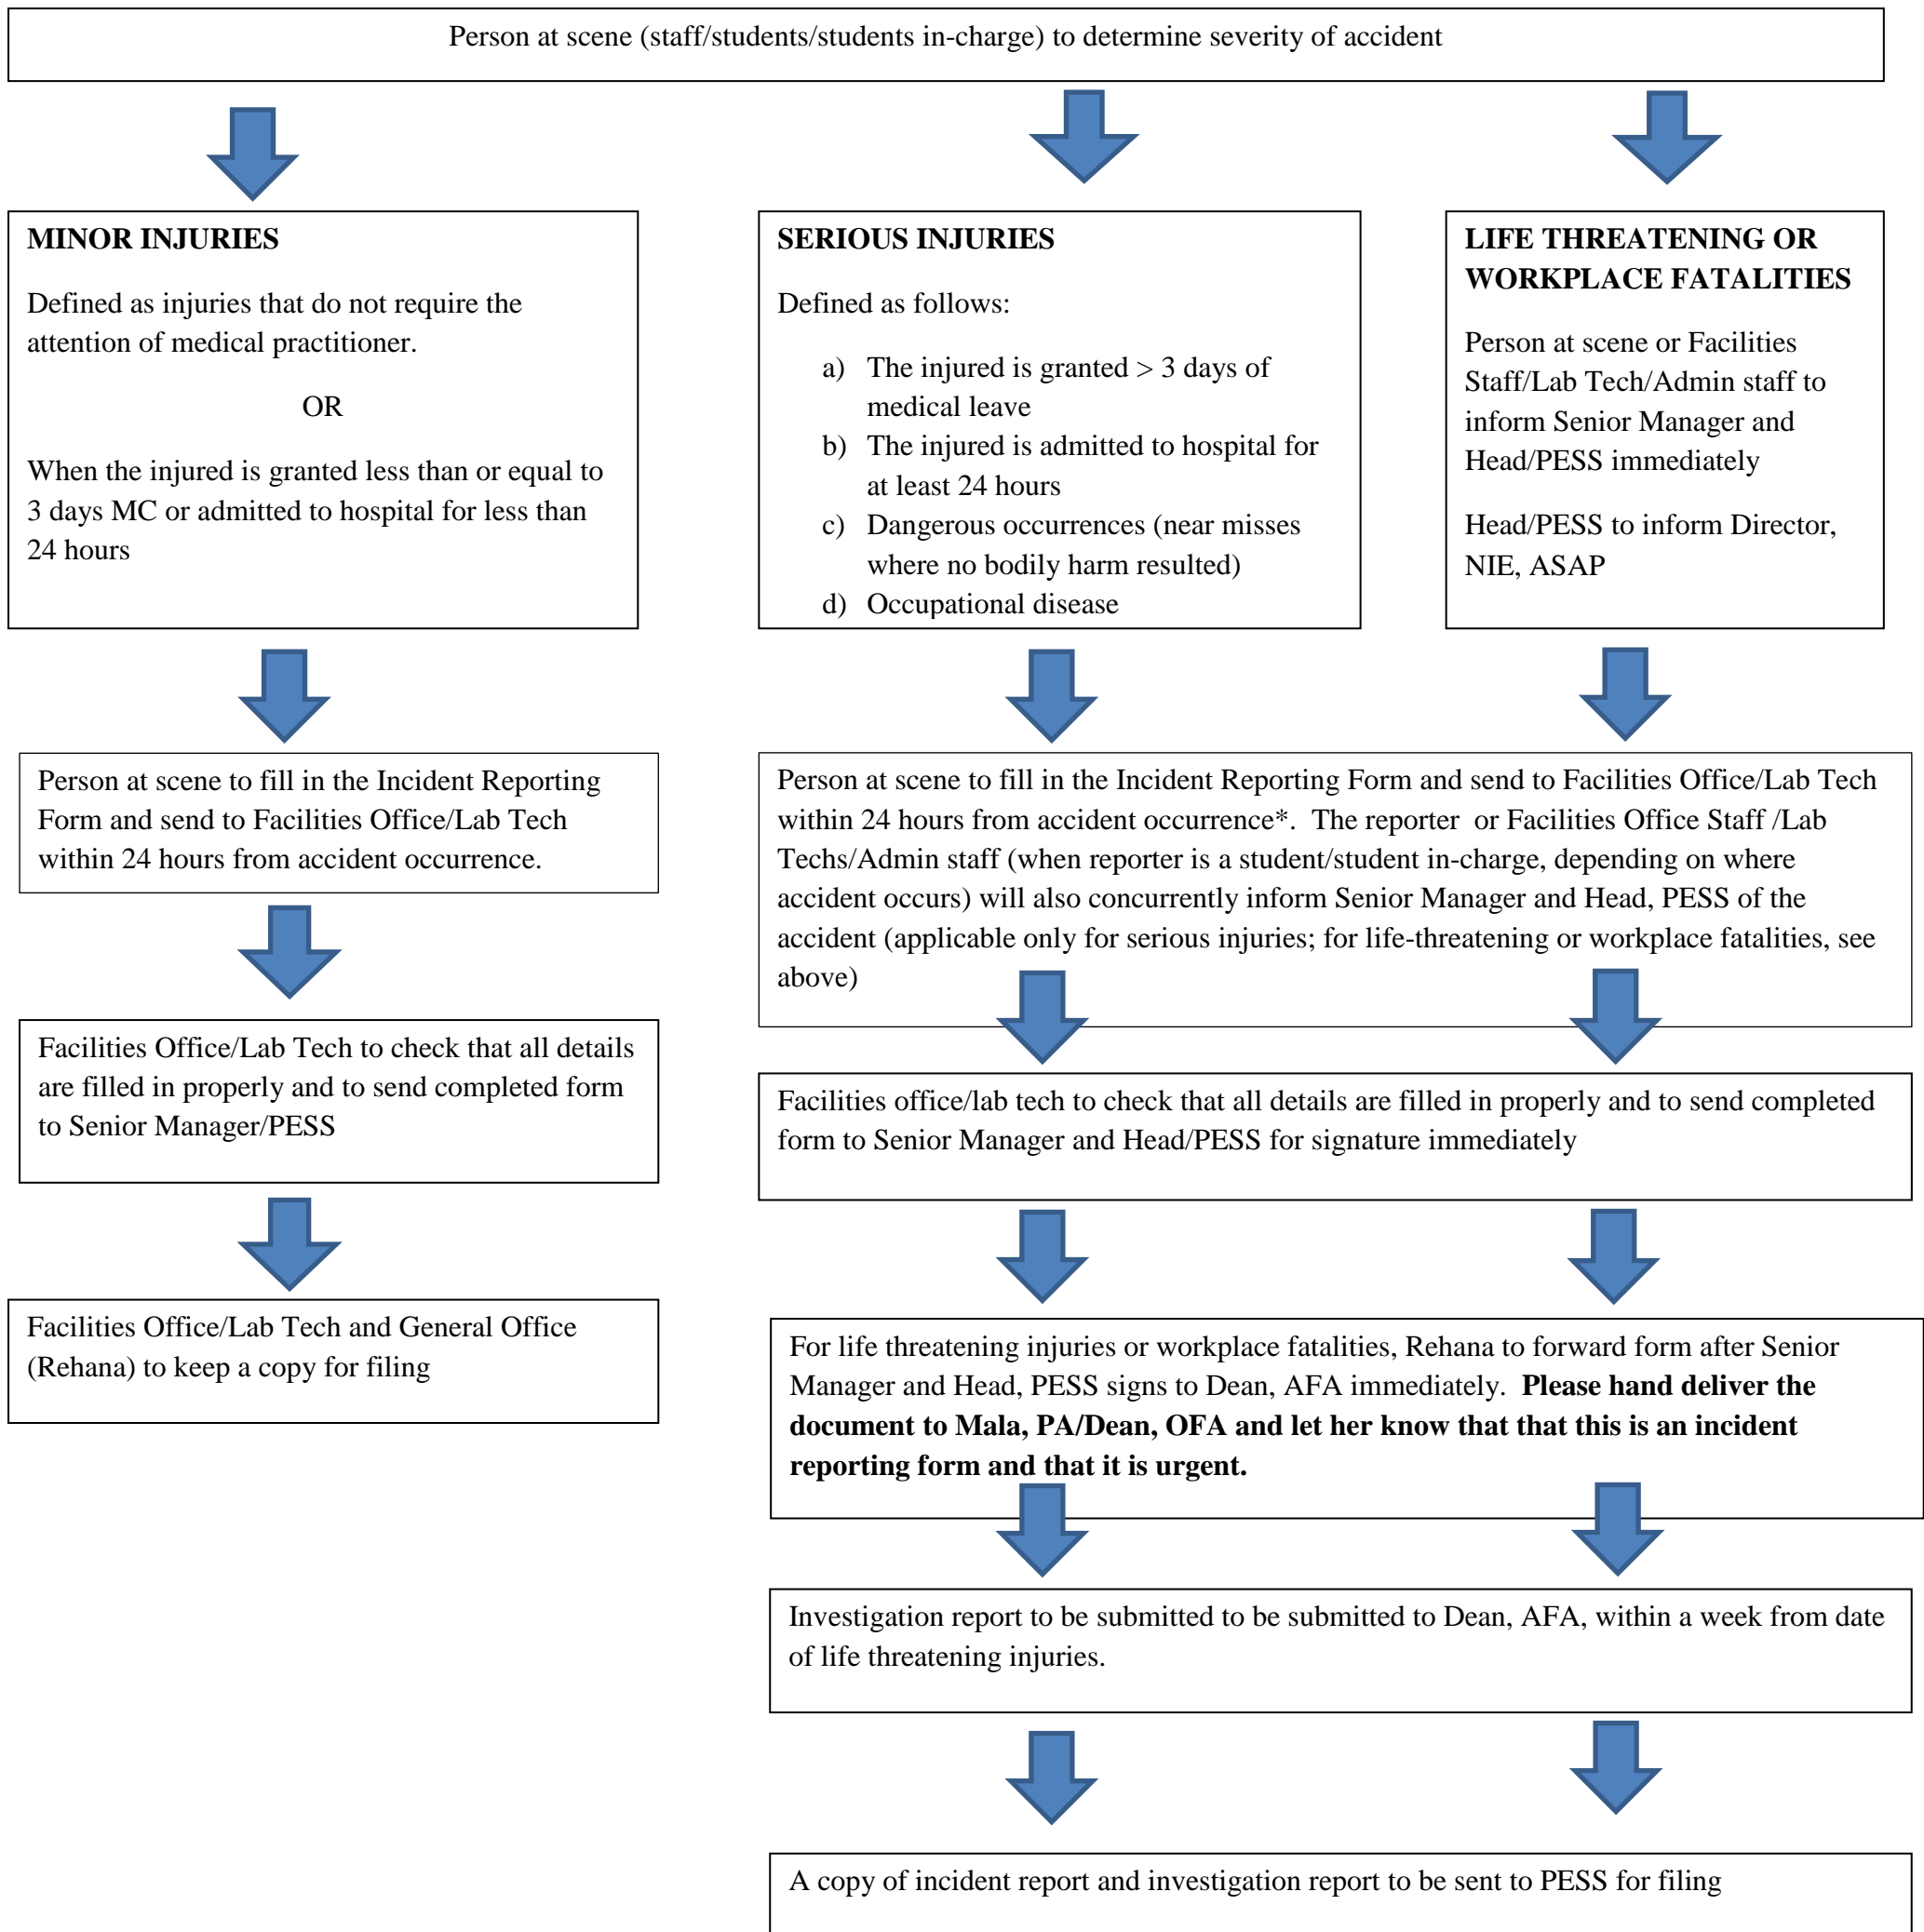 Person at scene (staff/students/students in-charge) to determine severity of accident
MINOR INJURIES
Defined as injuries that do not require the
attention of medical practitioner.
OR
When the injured is granted less than or equal to
3 days MC or admitted to hospital for less than
24 hours
SERIOUS INJURIES
Defined as follows:
a) The injured is granted > 3 days of
medical leave
b) The injured is admitted to hospital for
at least 24 hours
c) Dangerous occurrences (near misses
where no bodily harm resulted)
d) Occupational disease
LIFE THREATENING OR
WORKPLACE FATALITIES
Person at scene or Facilities
Staff/Lab Tech/Admin staff to
inform Senior Manager and
Head/PESS immediately
Head/PESS to inform Director,
NIE, ASAP
Person at scene to fill in the Incident Reporting
Form and send to Facilities Office/Lab Tech
within 24 hours from accident occurrence.
Person at scene to fill in the Incident Reporting Form and send to Facilities Office/Lab Tech
within 24 hours from accident occurrence*. The reporter or Facilities Office Staff /Lab
Techs/Admin staff (when reporter is a student/student in-charge, depending on where
accident occurs) will also concurrently inform Senior Manager and Head, PESS of the
accident (applicable only for serious injuries; for life-threatening or workplace fatalities, see
above)
Facilities Office/Lab Tech to check that all details
are filled in properly and to send completed form
to Senior Manager/PESS
Facilities office/lab tech to check that all details are filled in properly and to send completed
form to Senior Manager and Head/PESS for signature immediately
Facilities Office/Lab Tech and General Office
(Rehana) to keep a copy for filing
For life threatening injuries or workplace fatalities, Rehana to forward form after Senior
Manager and Head, PESS signs to Dean, AFA immediately. Please hand deliver the
document to Mala, PA/Dean, OFA and let her know that that this is an incident
reporting form and that it is urgent.
Investigation report to be submitted to be submitted to Dean, AFA, within a week from date
of life threatening injuries.
A copy of incident report and investigation report to be sent to PESS for filing